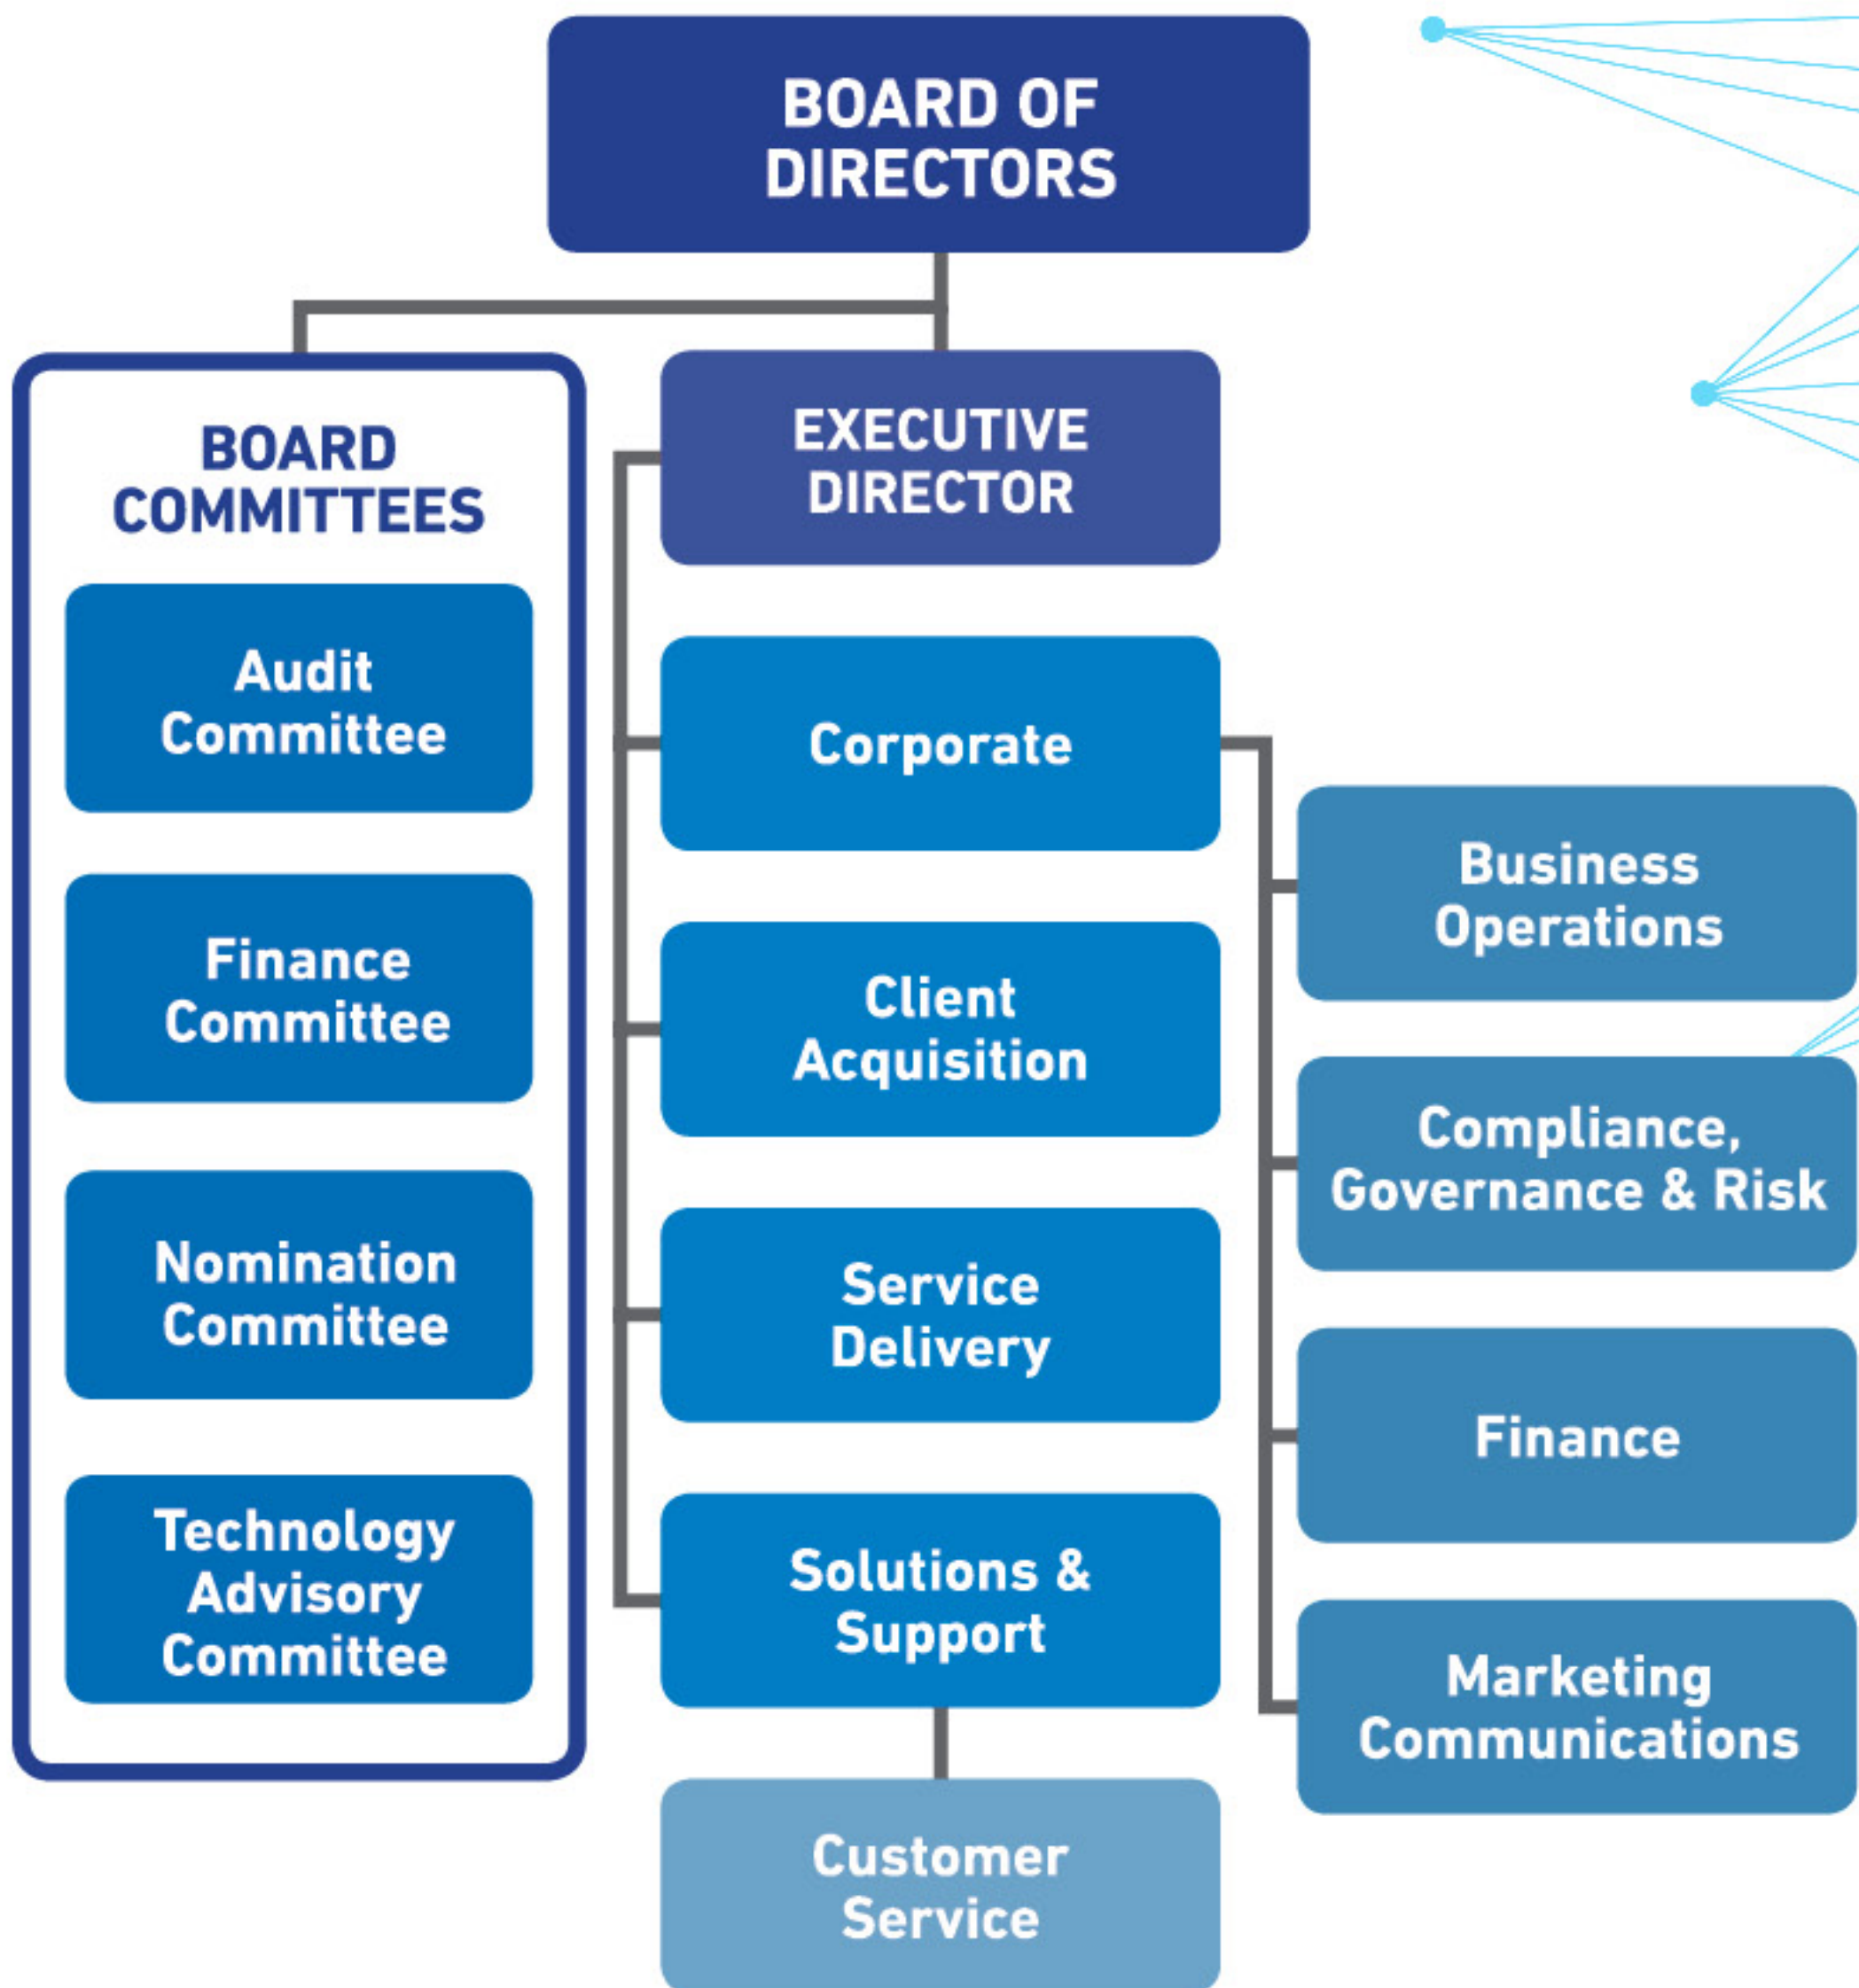 BOARD OF
DIRECTORS
BOARD
COMMITTEES
Audit
Committee
Finance
Committee
Nomination
Committee
Technology
Advisory
Committee
EXECUTIVE
DIRECTOR
Corporate
Client
Acquisition
Service
Delivery
Solutions &
Support
Customer
Service
Business
Operations
Compliance,
Governance & Risk
Finance
Marketing
Communications